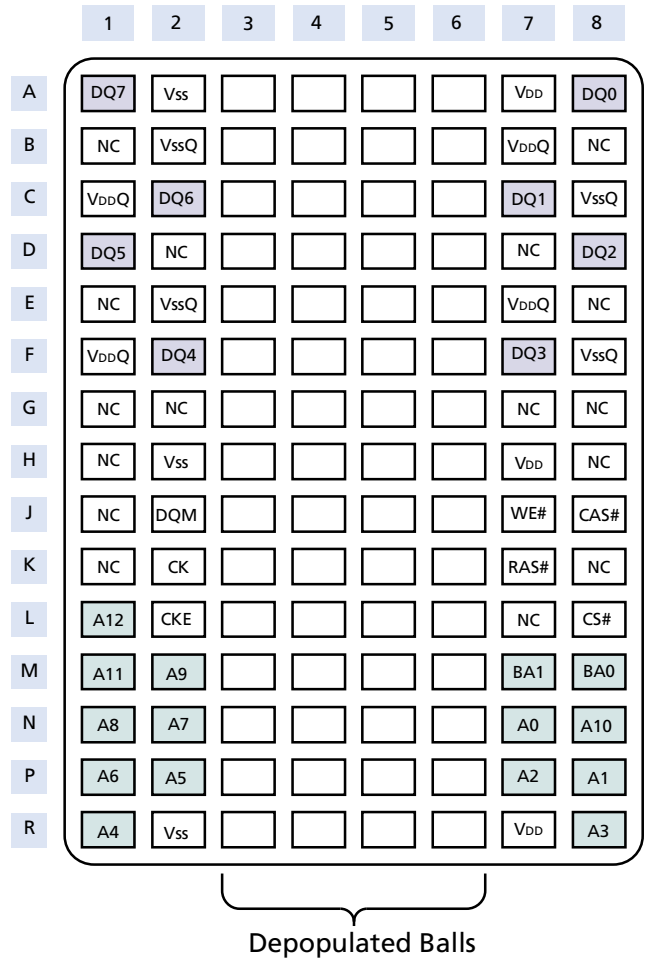 1 2 3 4 5 6 7 8
A DQ7 Vss VDD DQ0
B NC VssQ VDDQ NC
C VDDQ DQ6 DQ1 VssQ
D DQ5 NC NC DQ2
E NC VssQ VDDQ NC
F VDDQ DQ4 DQ3 VssQ
G NC NC NC NC
H NC Vss VDD NC
J NC DQM WE# CAS#
K NC CK RAS# NC
L A12 CKE NC CS#
M A11 A9 BA1 BA0
N A8 A7 A0 A10
P A6 A5 A2 A1
R A4 Vss VDD A3
Depopulated Balls